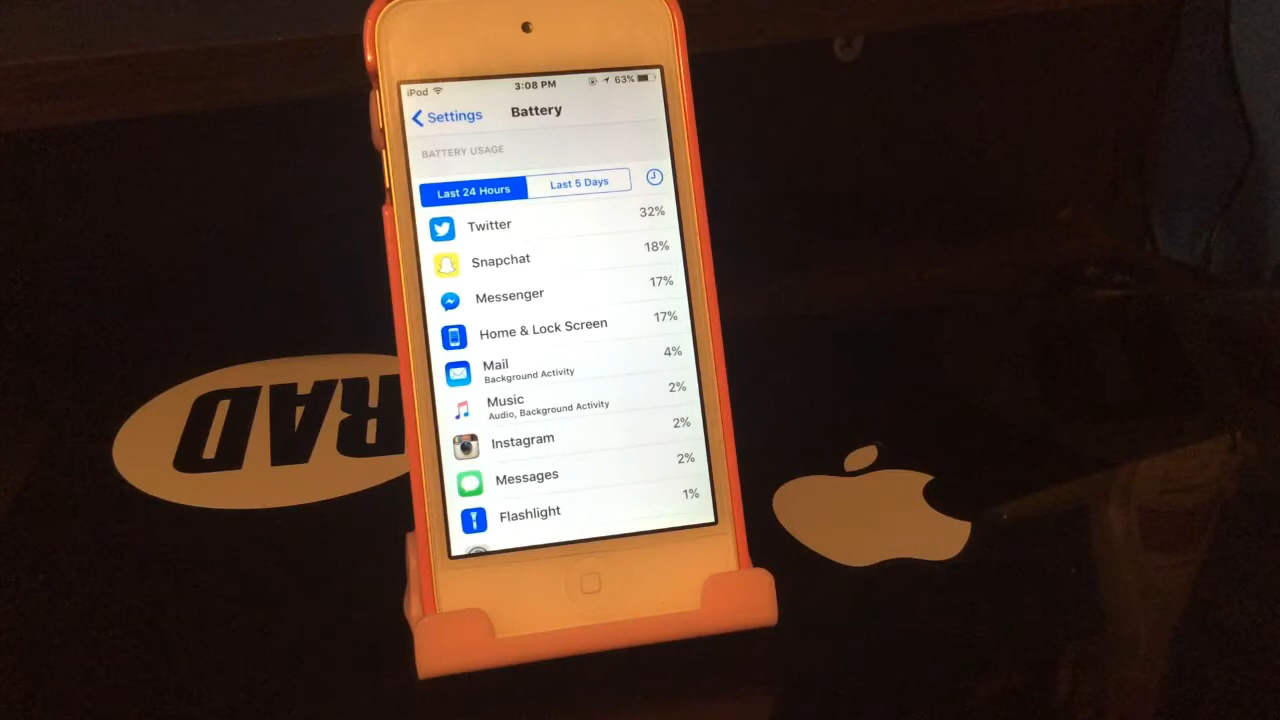 iPod 3:08 PM 63%
Settings Battery
BATTERY USAGE
Last 24 Hours Last 5 Days
Twitter 32%
Snapchat 18%
Messenger 17%
Home & Lock Screen 17%
Mail 4%
Background Activity
Music 2%
Audio, Background Activity
Instagram 2%
Messages 2%
Flashlight 1%
RAD